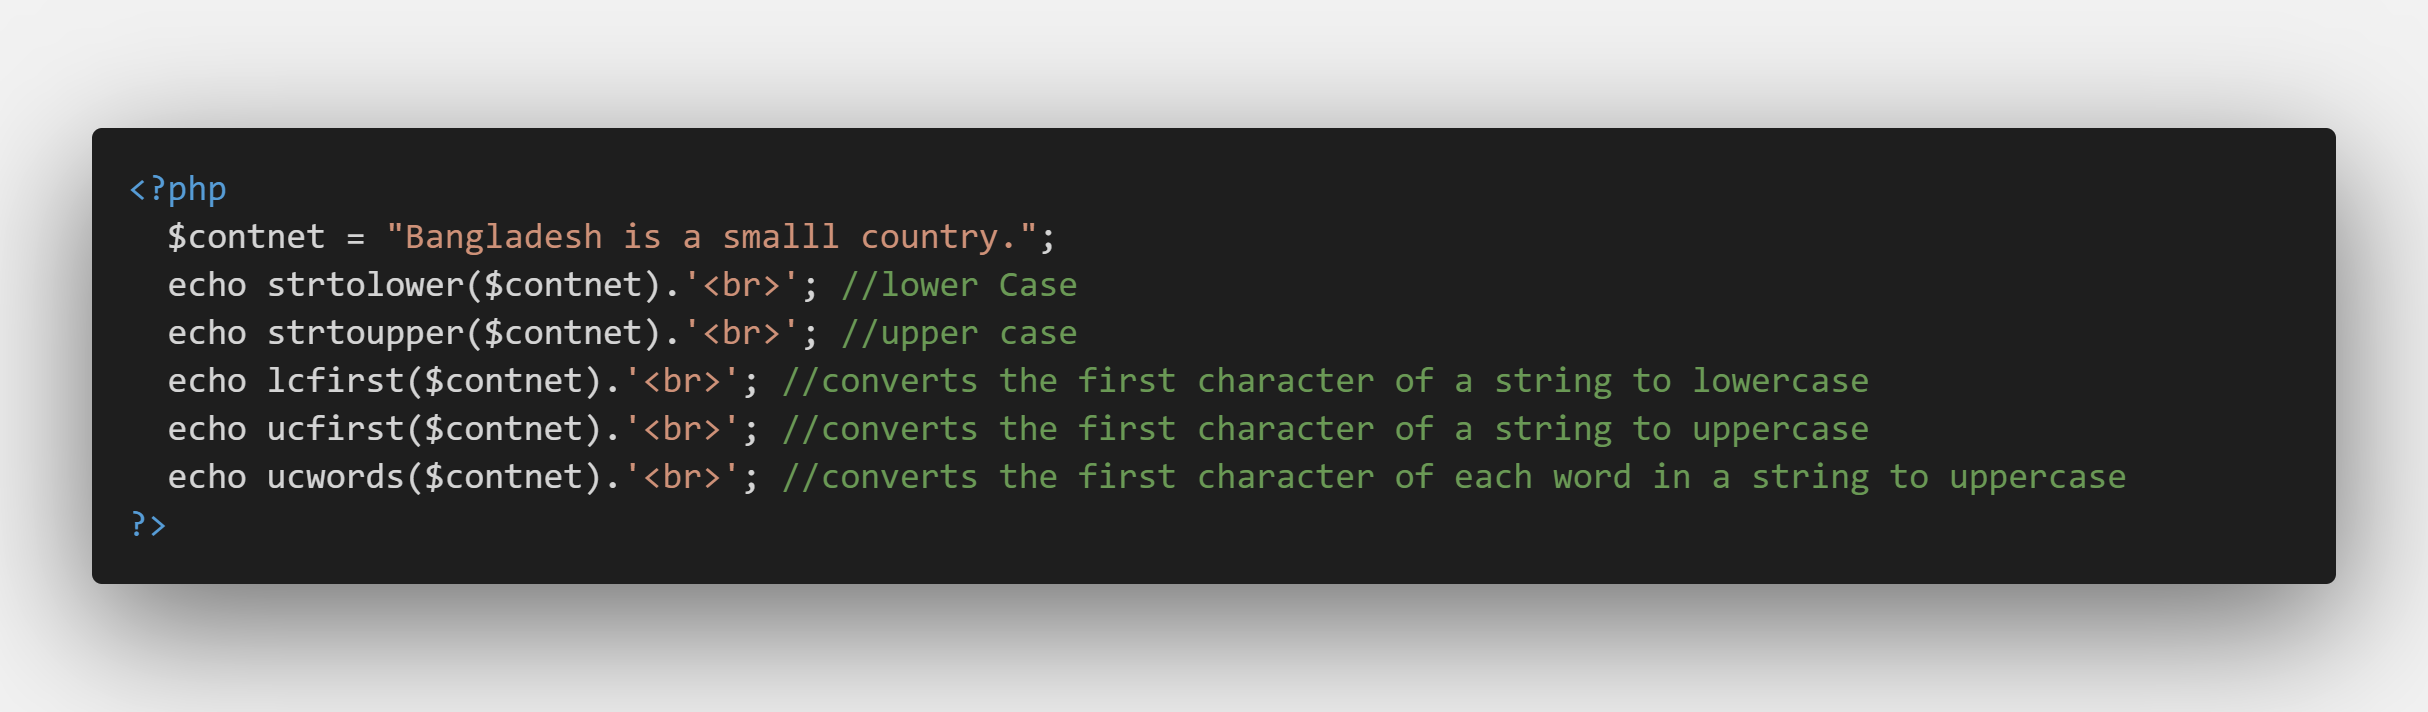 <?php
  $contnet = "Bangladesh is a smalll country.";
  echo strtolower($contnet).'<br>'; //lower Case
  echo strtoupper($contnet).'<br>'; //upper case
  echo lcfirst($contnet).'<br>'; //converts the first character of a string to lowercase
  echo ucfirst($contnet).'<br>'; //converts the first character of a string to uppercase
  echo ucwords($contnet).'<br>'; //converts the first character of each word in a string to uppercase
?>